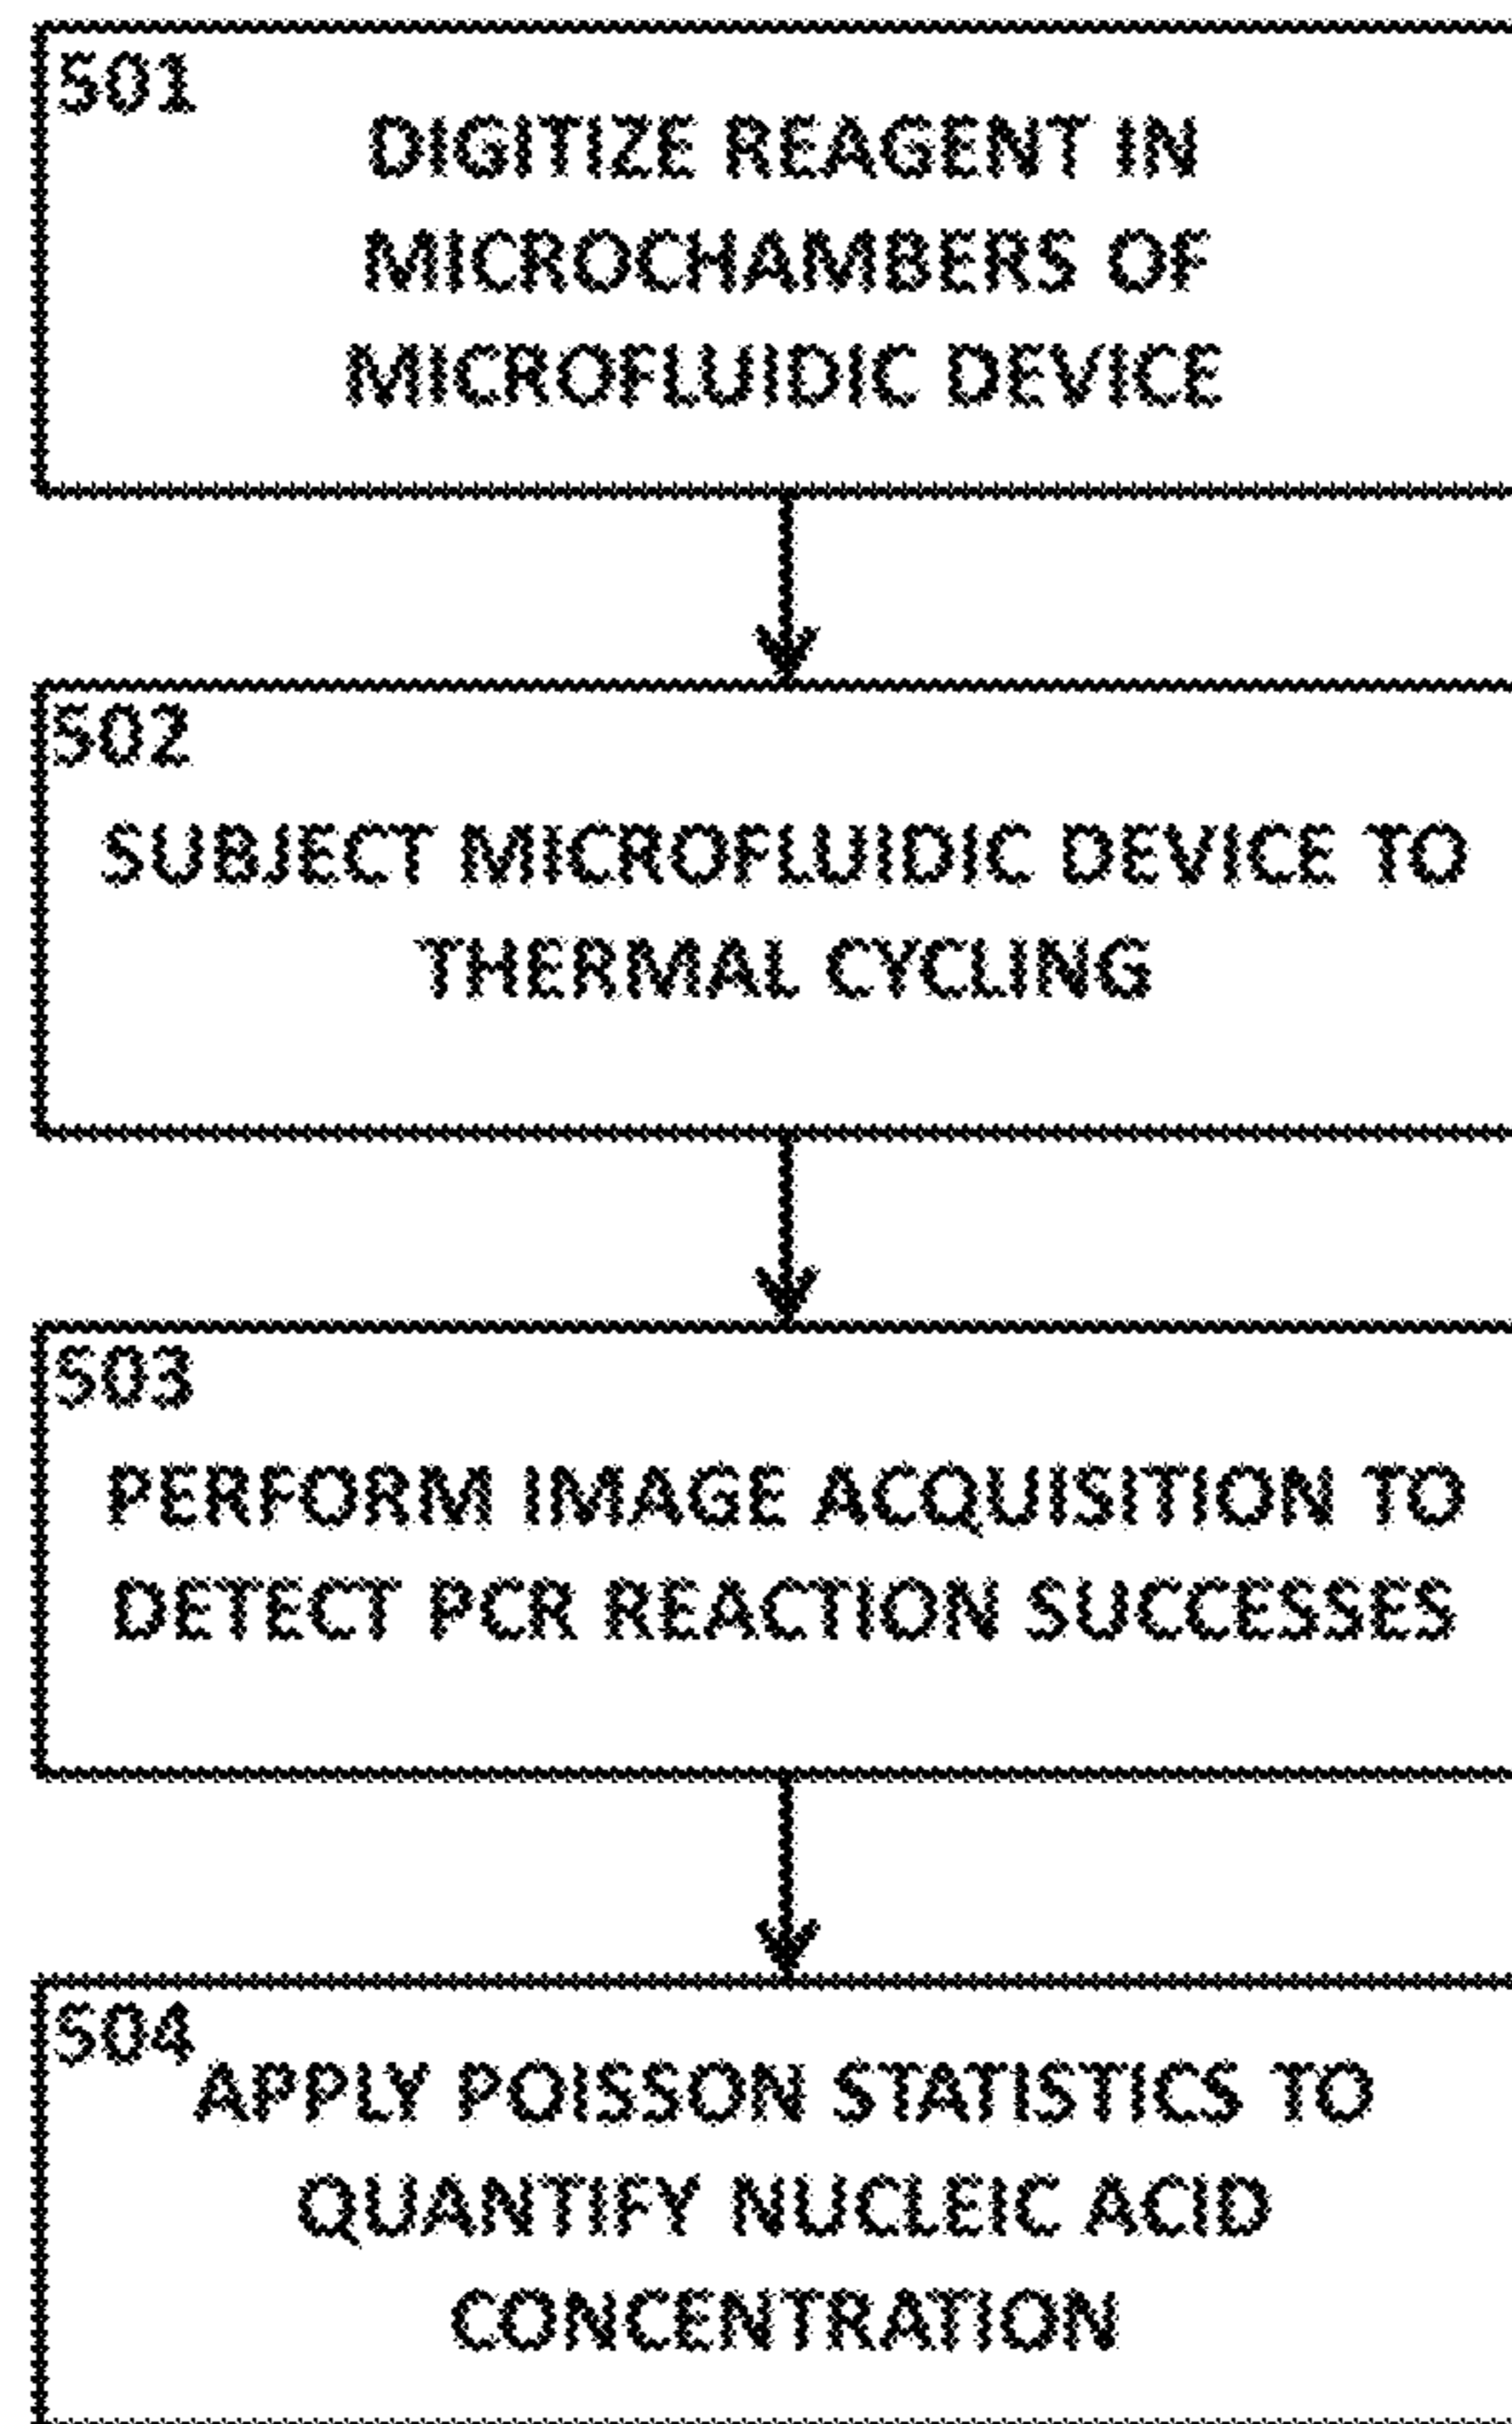 501
DIGITIZE REAGENT IN
MICROCHAMBERS OF
MICROFLUIDIC DEVICE
502
SUBJECT MICROFLUIDIC DEVICE TO
THERMAL CYCLING
503
PERFORM IMAGE ACQUISITION TO
DETECT PCR REACTION SUCCESSES
504
APPLY POISSON STATISTICS TO
QUANTIFY NUCLEIC ACID
CONCENTRATION